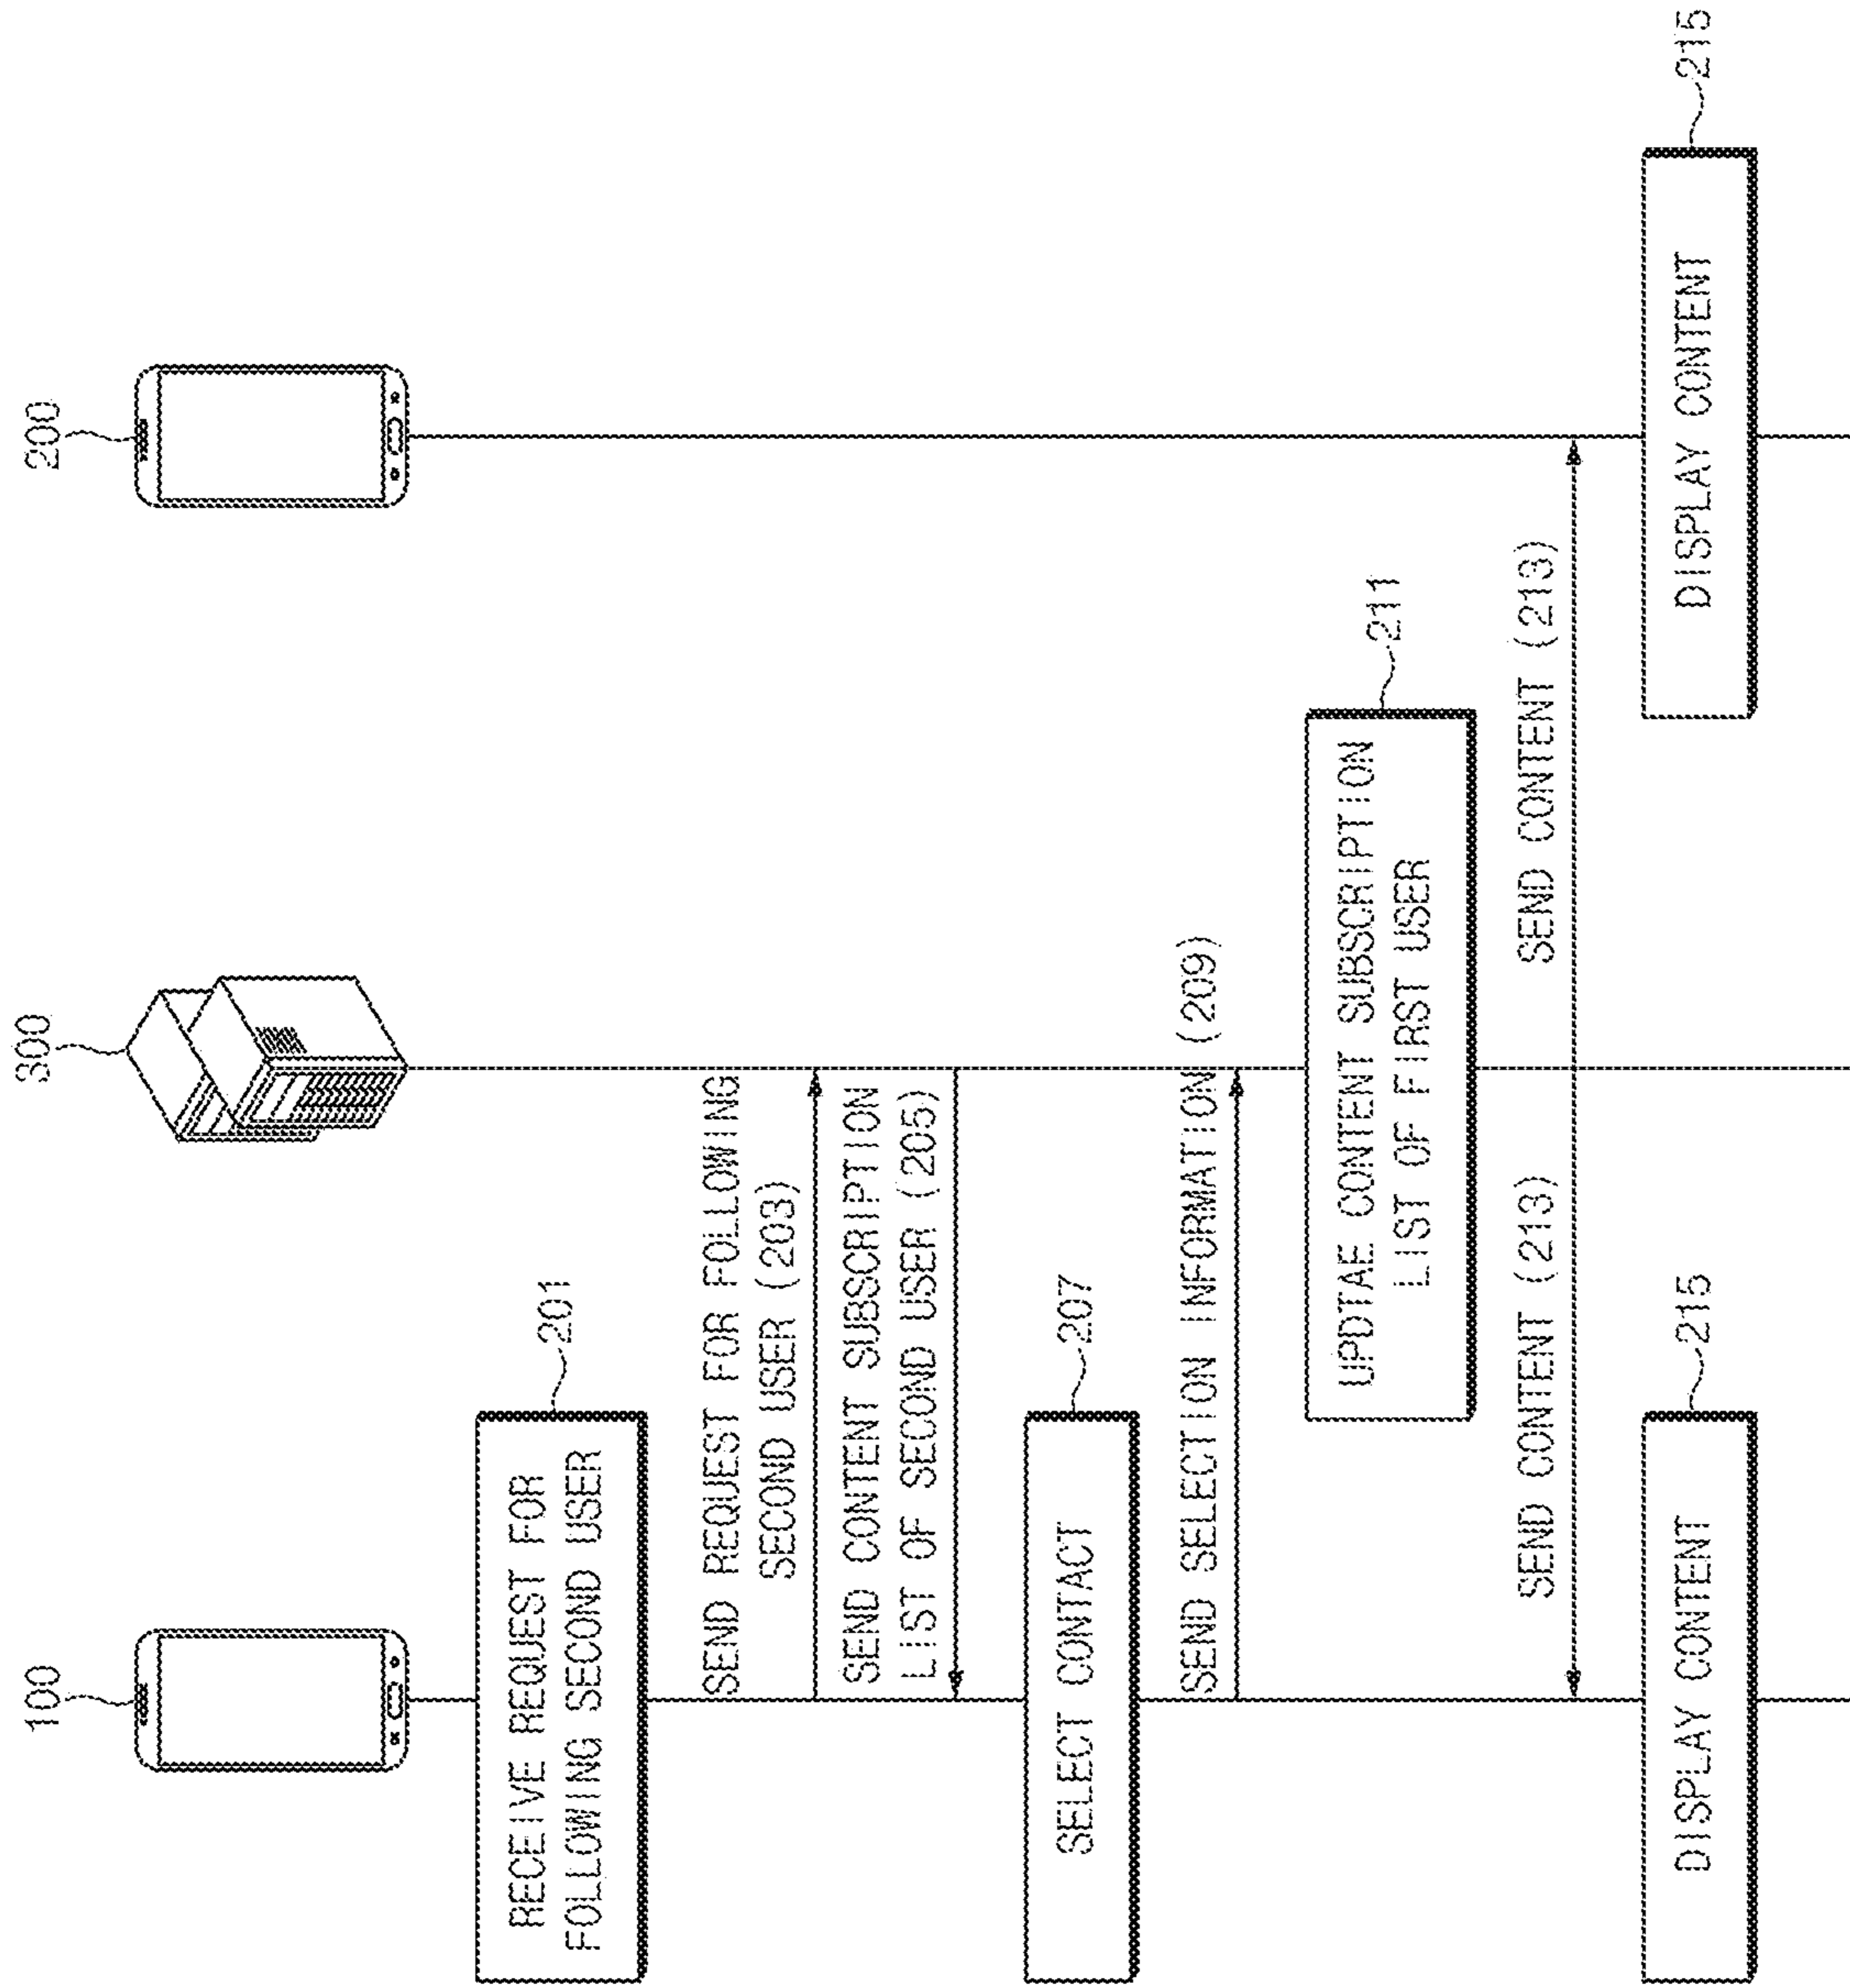 100
300
200
RECEIVE REQUEST FOR
FOLLOWING SECOND USER
201
SEND REQUEST FOR FOLLOWING
SECOND USER (203)
SEND CONTENT SUBSCRIPTION
LIST OF SECOND USER (205)
SELECT CONTACT
207
SEND SELECTION INFORMATION (209)
UPDTAE CONTENT SUBSCRIPTION
LIST OF FIRST USER
211
SEND CONTENT (213)
SEND CONTENT (213)
DISPLAY CONTENT
215
DISPLAY CONTENT
215